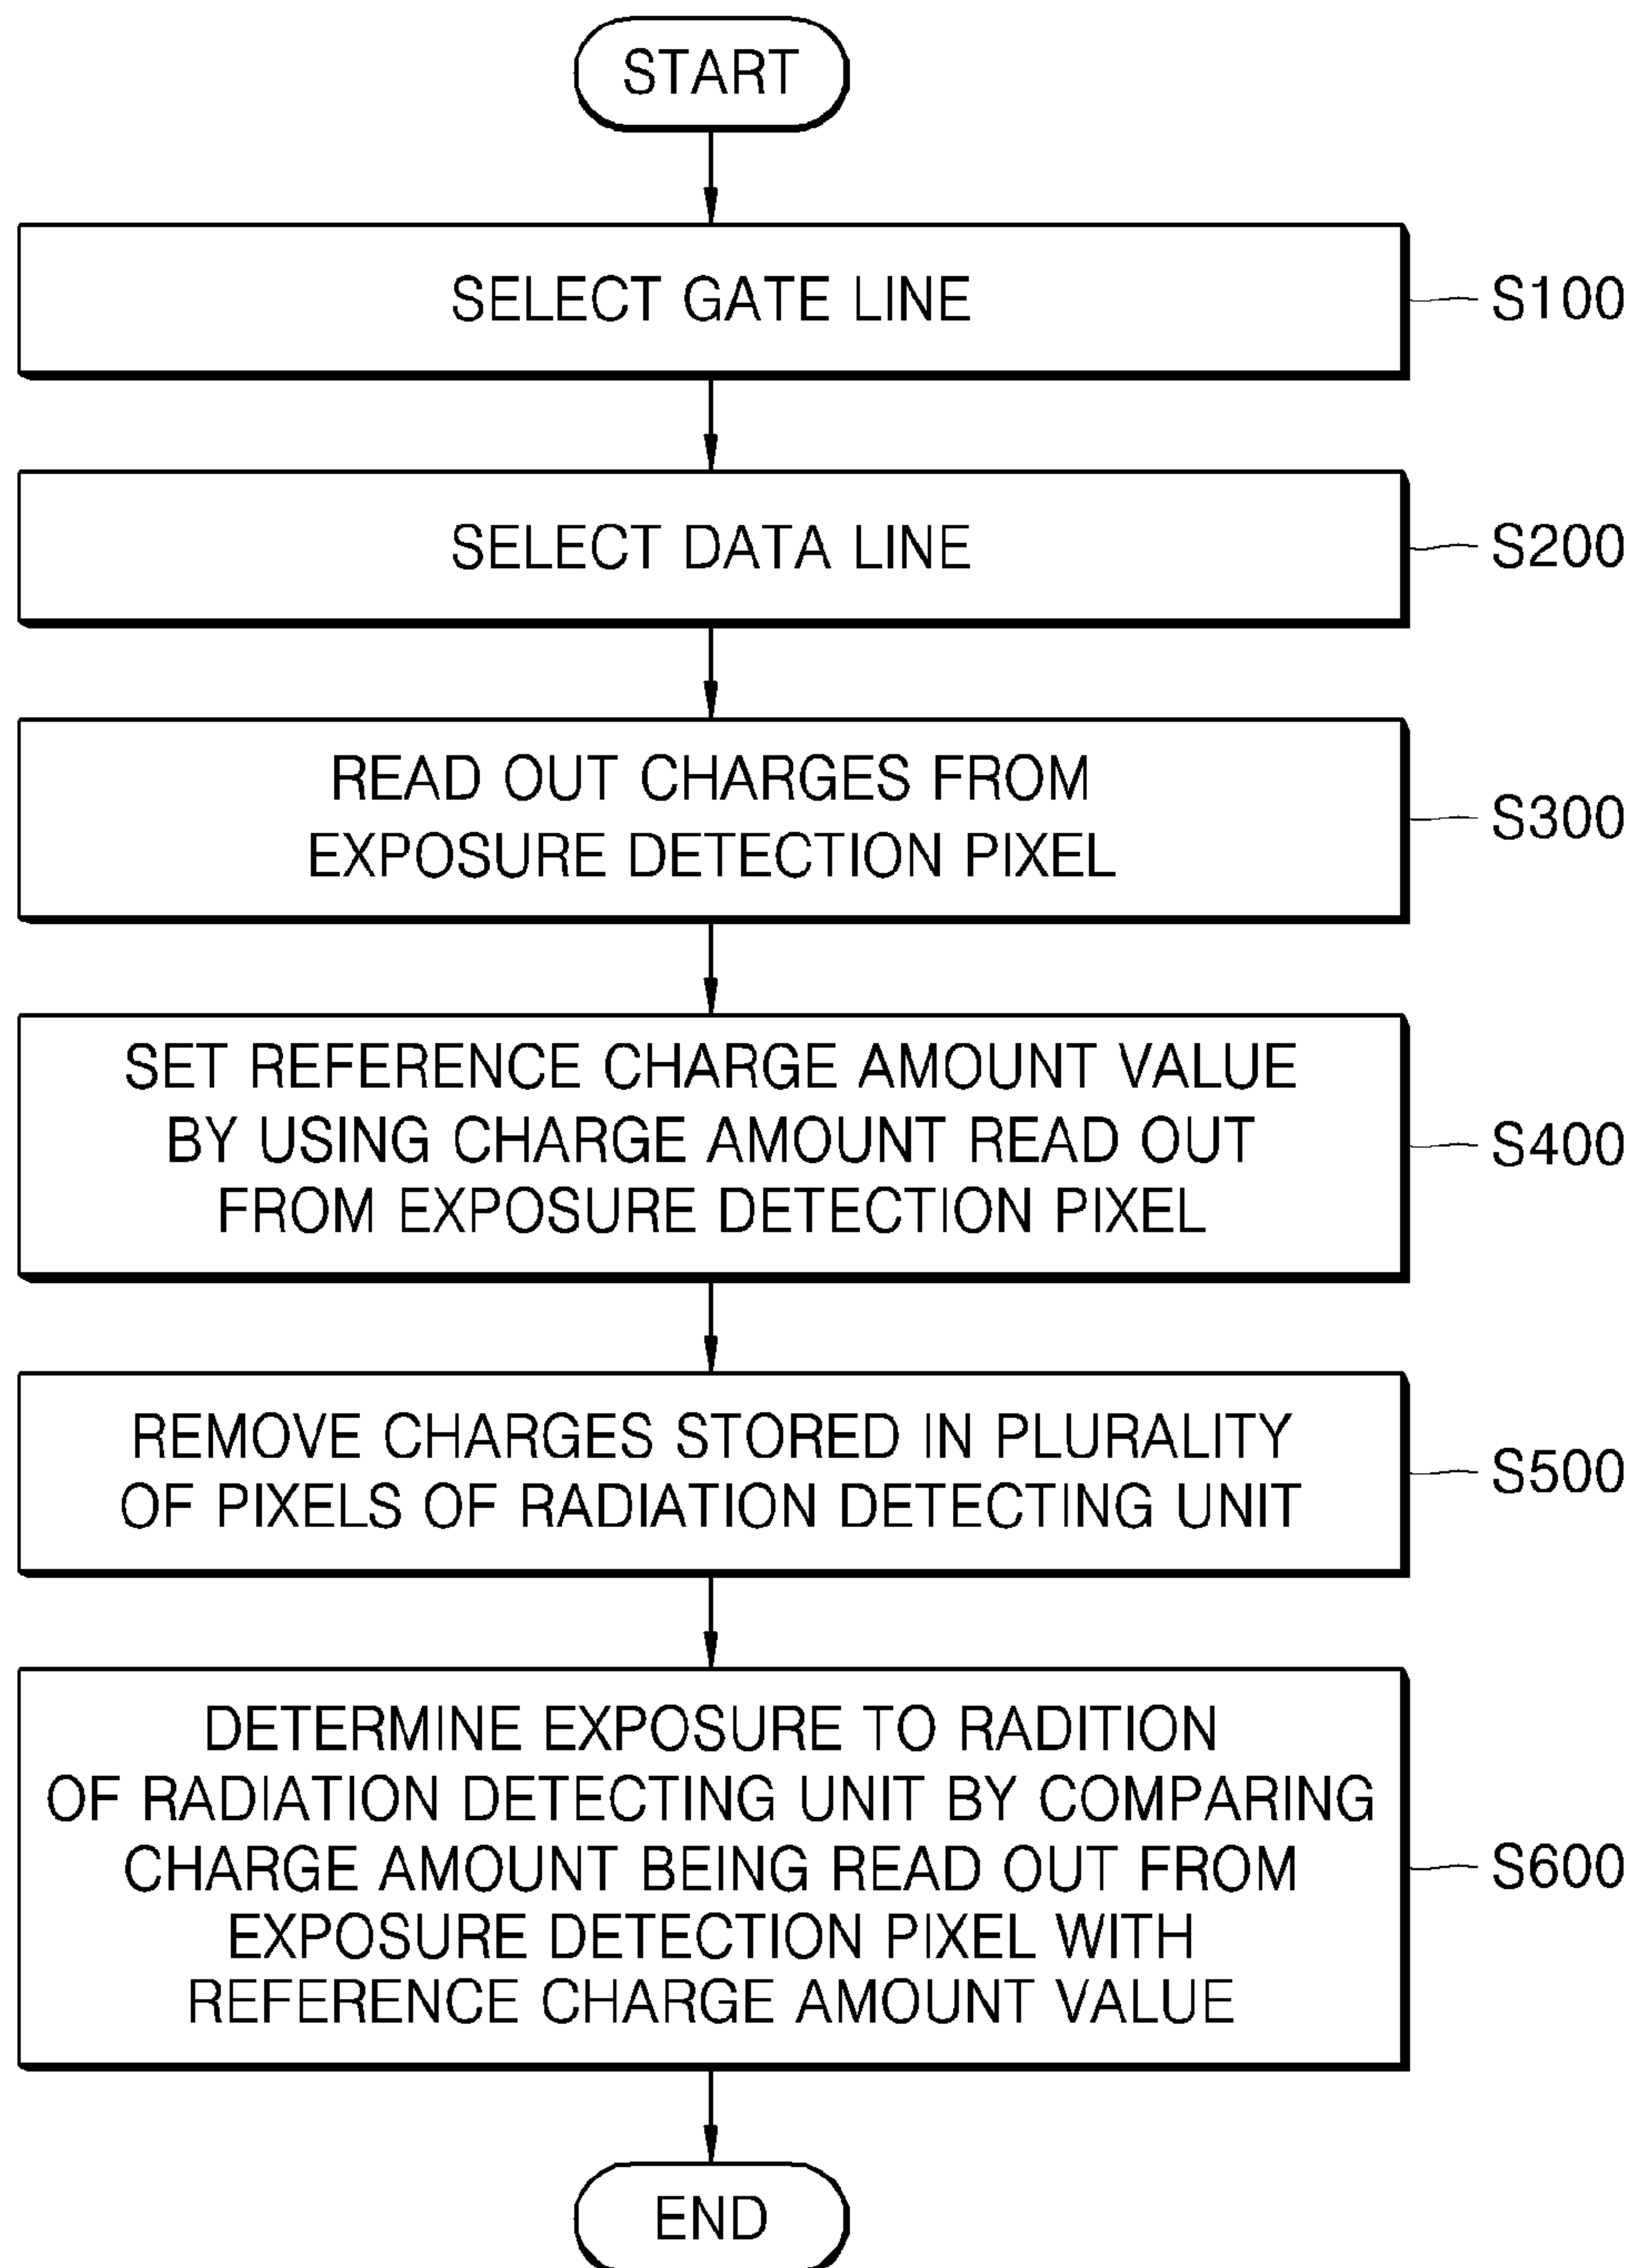 START
SELECT GATE LINE
S100
SELECT DATA LINE
S200
READ OUT CHARGES FROM
EXPOSURE DETECTION PIXEL
S300
SET REFERENCE CHARGE AMOUNT VALUE
BY USING CHARGE AMOUNT READ OUT
FROM EXPOSURE DETECTION PIXEL
S400
REMOVE CHARGES STORED IN PLURALITY
OF PIXELS OF RADIATION DETECTING UNIT
S500
DETERMINE EXPOSURE TO RADITION
OF RADIATION DETECTING UNIT BY COMPARING
CHARGE AMOUNT BEING READ OUT FROM
EXPOSURE DETECTION PIXEL WITH
REFERENCE CHARGE AMOUNT VALUE
S600
END